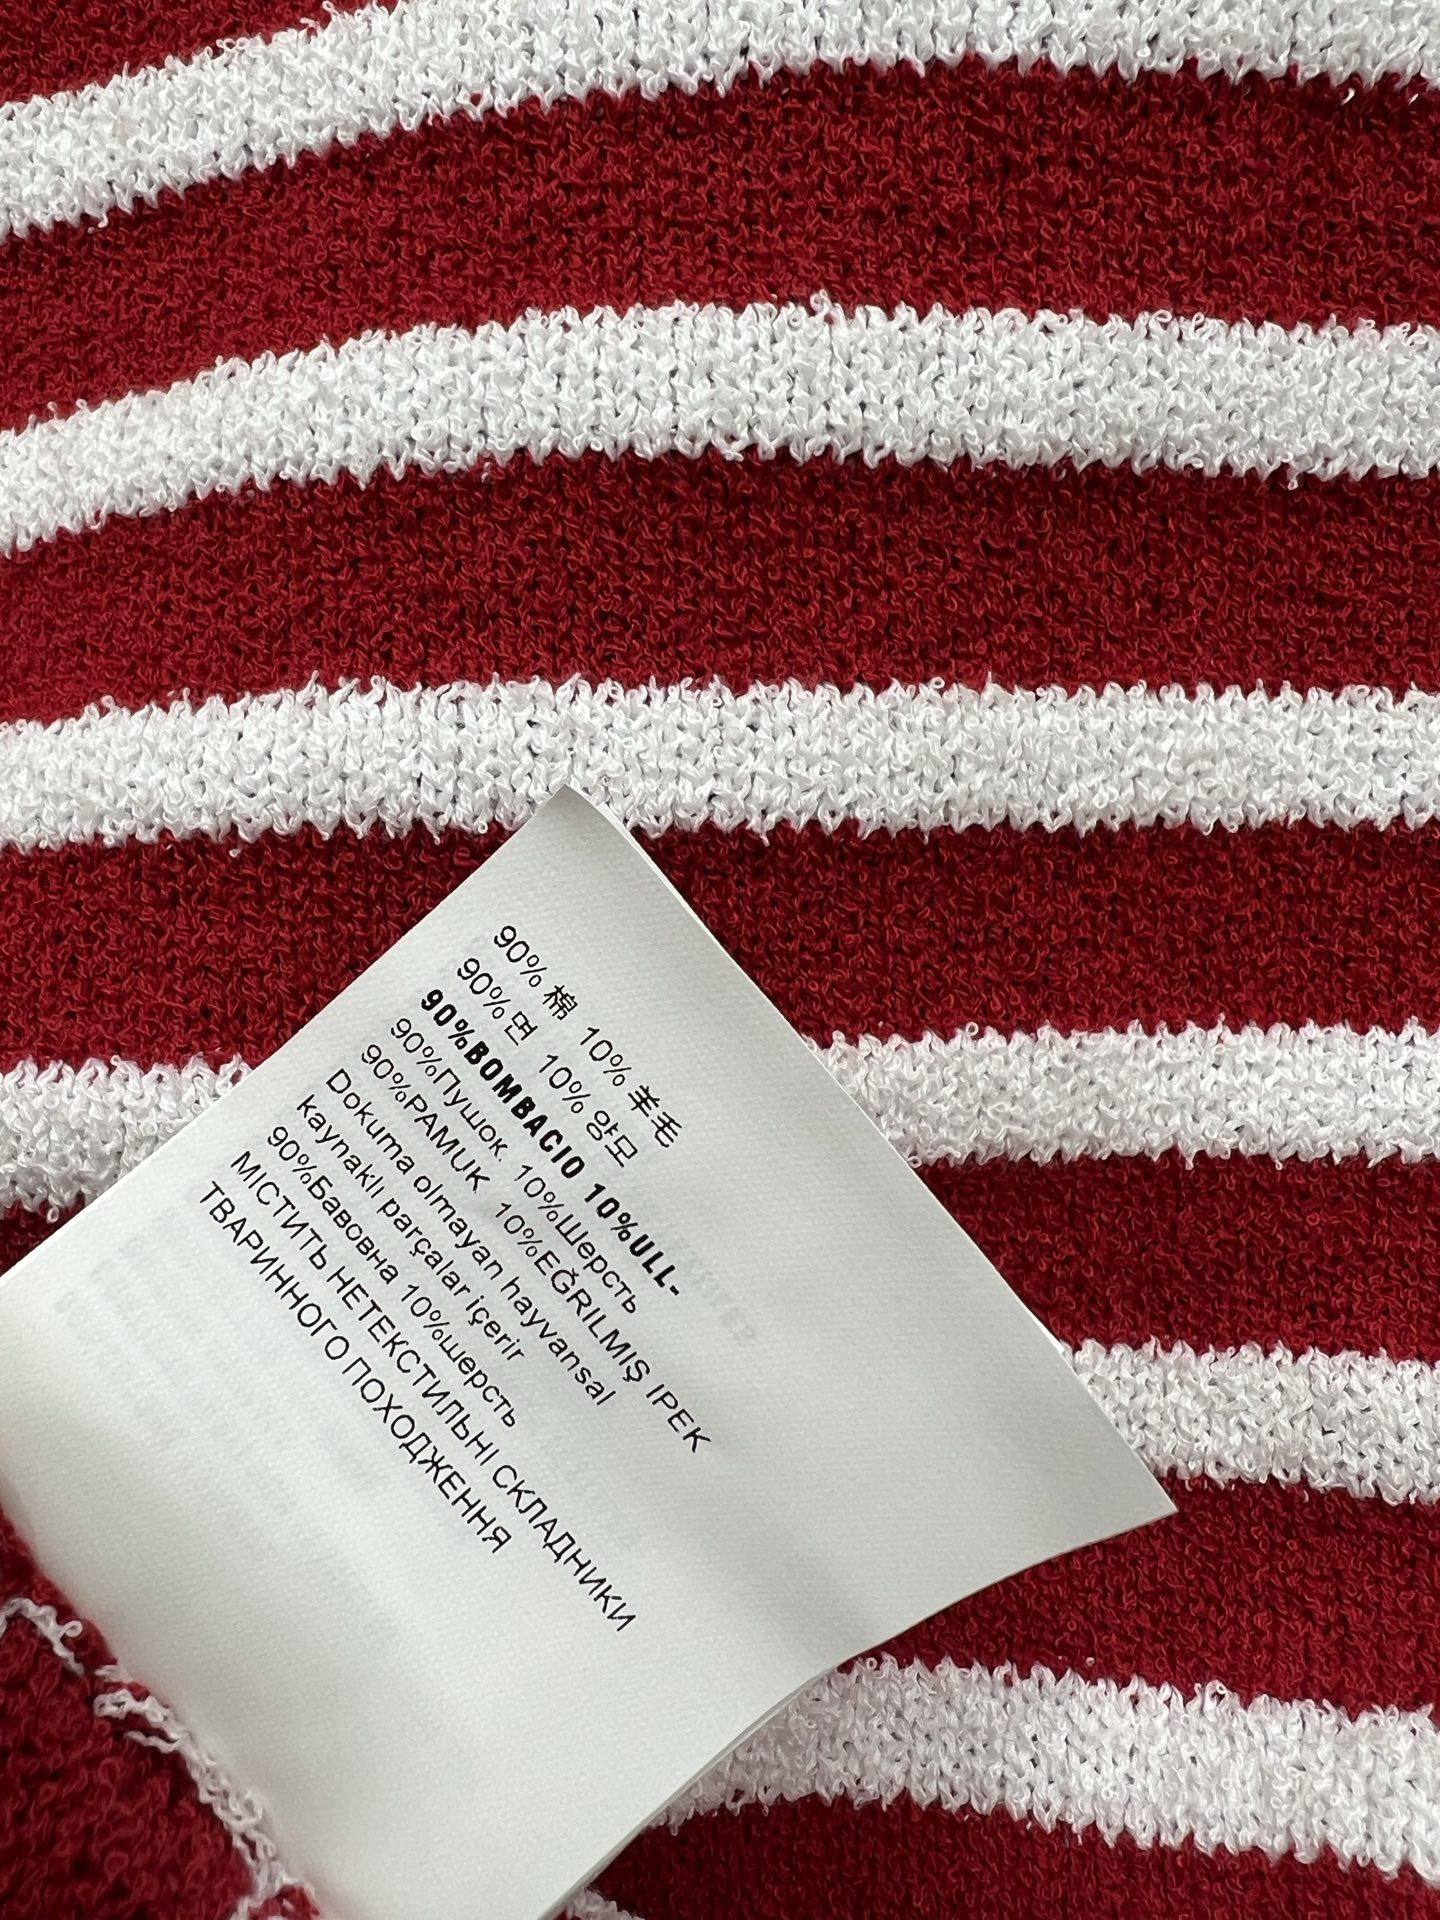 90% 棉  10% 羊毛
90% 면  10% 양모
90%BOMBACIO 10%ULL-
90%Пушок.  10%Шерсть
90%PAMUK  10%EĞRILMIŞ IPEK
Dokuma olmayan hayvansal
kaynaklı parçalar içerir
90%Бавовна 10%шерсть
МІСТИТЬ НЕТЕКСТИЛЬНІ СКЛАДНИКИ
ТВАРИННОГО ПОХОДЖЕННЯ